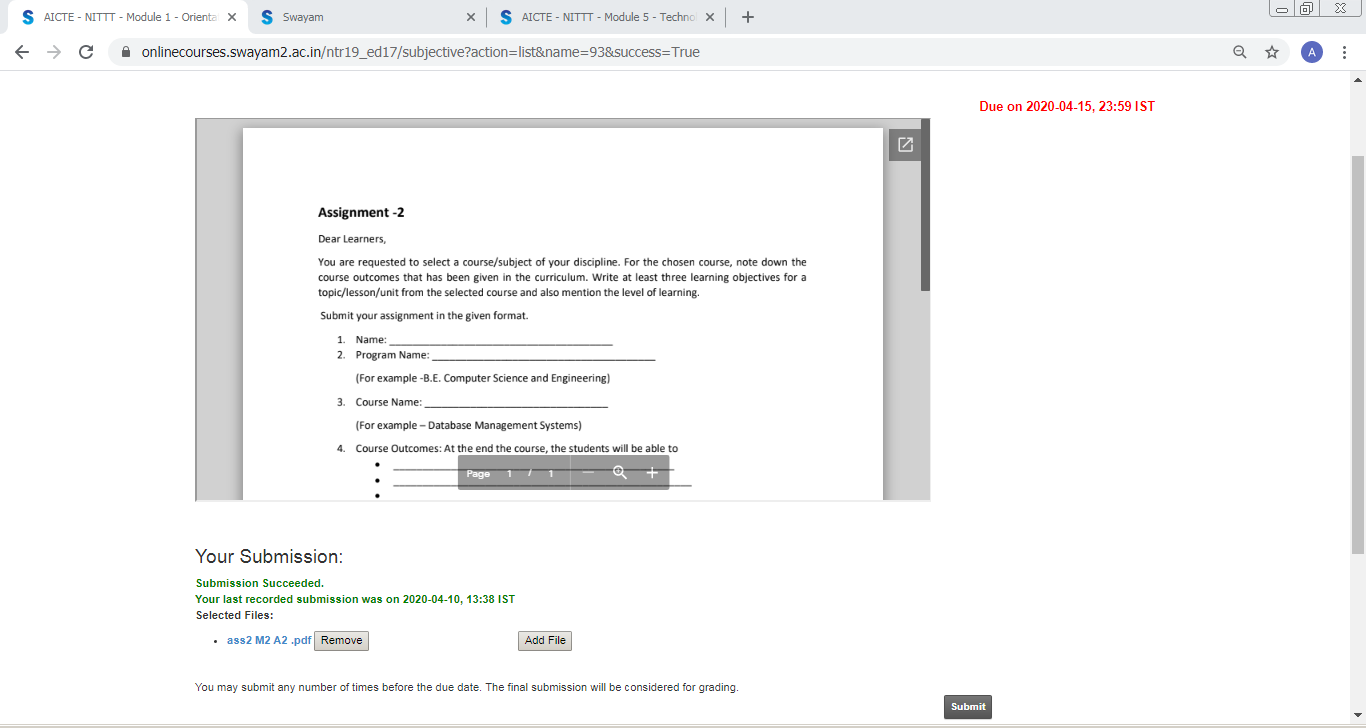 AICTE - NITTT - Module 1 - Orienta
Swayam
AICTE - NITTT - Module 5 - Techno
onlinecourses.swayam2.ac.in/ntr19_ed17/subjective?action=list&name=93&success=True
A
Due on 2020-04-15, 23:59 IST
Assignment -2
Dear Learners,
You are requested to select a course/subject of your discipline. For the chosen course, note down the
course outcomes that has been given in the curriculum. Write at least three learning objectives for a
topic/lesson/unit from the selected course and also mention the level of learning.
Submit your assignment in the given format.
1. Name: ____________________
2. Program Name: ____________________
(For example -B.E. Computer Science and Engineering)
3. Course Name: ____________________
(For example – Database Management Systems)
4. Course Outcomes: At the end the course, the students will be able to
• ____________________
• ____________________
•
Page 1 / 1
Your Submission:
Submission Succeeded.
Your last recorded submission was on 2020-04-10, 13:38 IST
Selected Files:
• ass2 M2 A2 .pdf Remove Add File
You may submit any number of times before the due date. The final submission will be considered for grading.
Submit